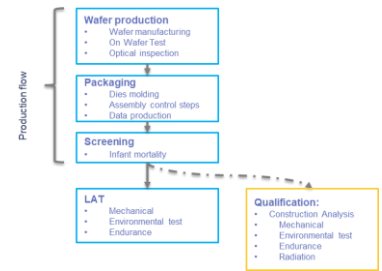 Wafer production
• Wafer manufacturing
• On Wafer Test
• Optical inspection
Production flow
Packaging
• Dies molding
• Assembly control steps
• Data production
Screening
• Infant mortality
LAT
• Mechanical
• Environmental test
• Endurance
Qualification:
• Construction Analysis
• Mechanical
• Environmental test
• Endurance
• Radiation